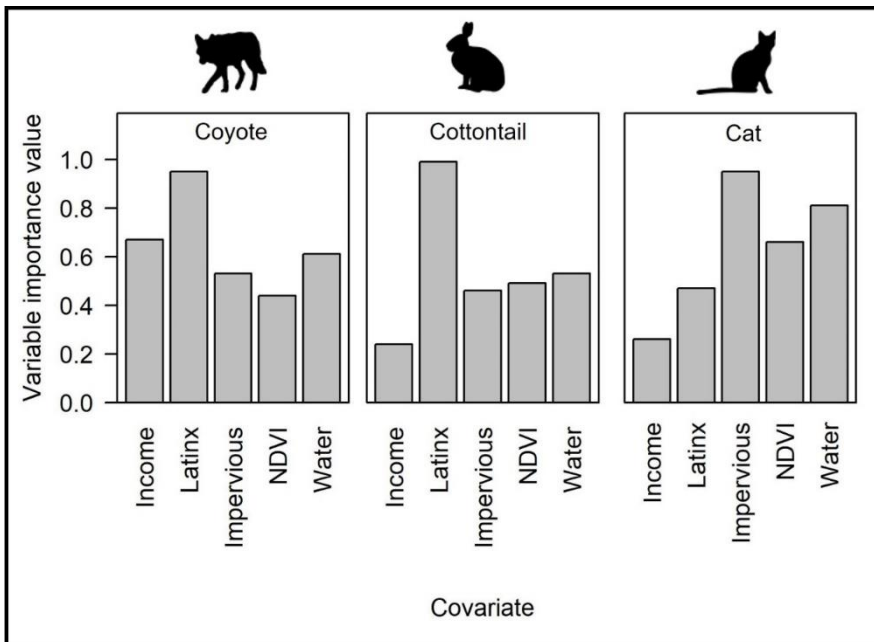 Coyote
Cottontail
Cat
Variable importance value
1.0
0.8
0.6
0.4
0.2
0.0
Income
Latinx
Impervious
NDVI
Water
Income
Latinx
Impervious
NDVI
Water
Income
Latinx
Impervious
NDVI
Water
Covariate